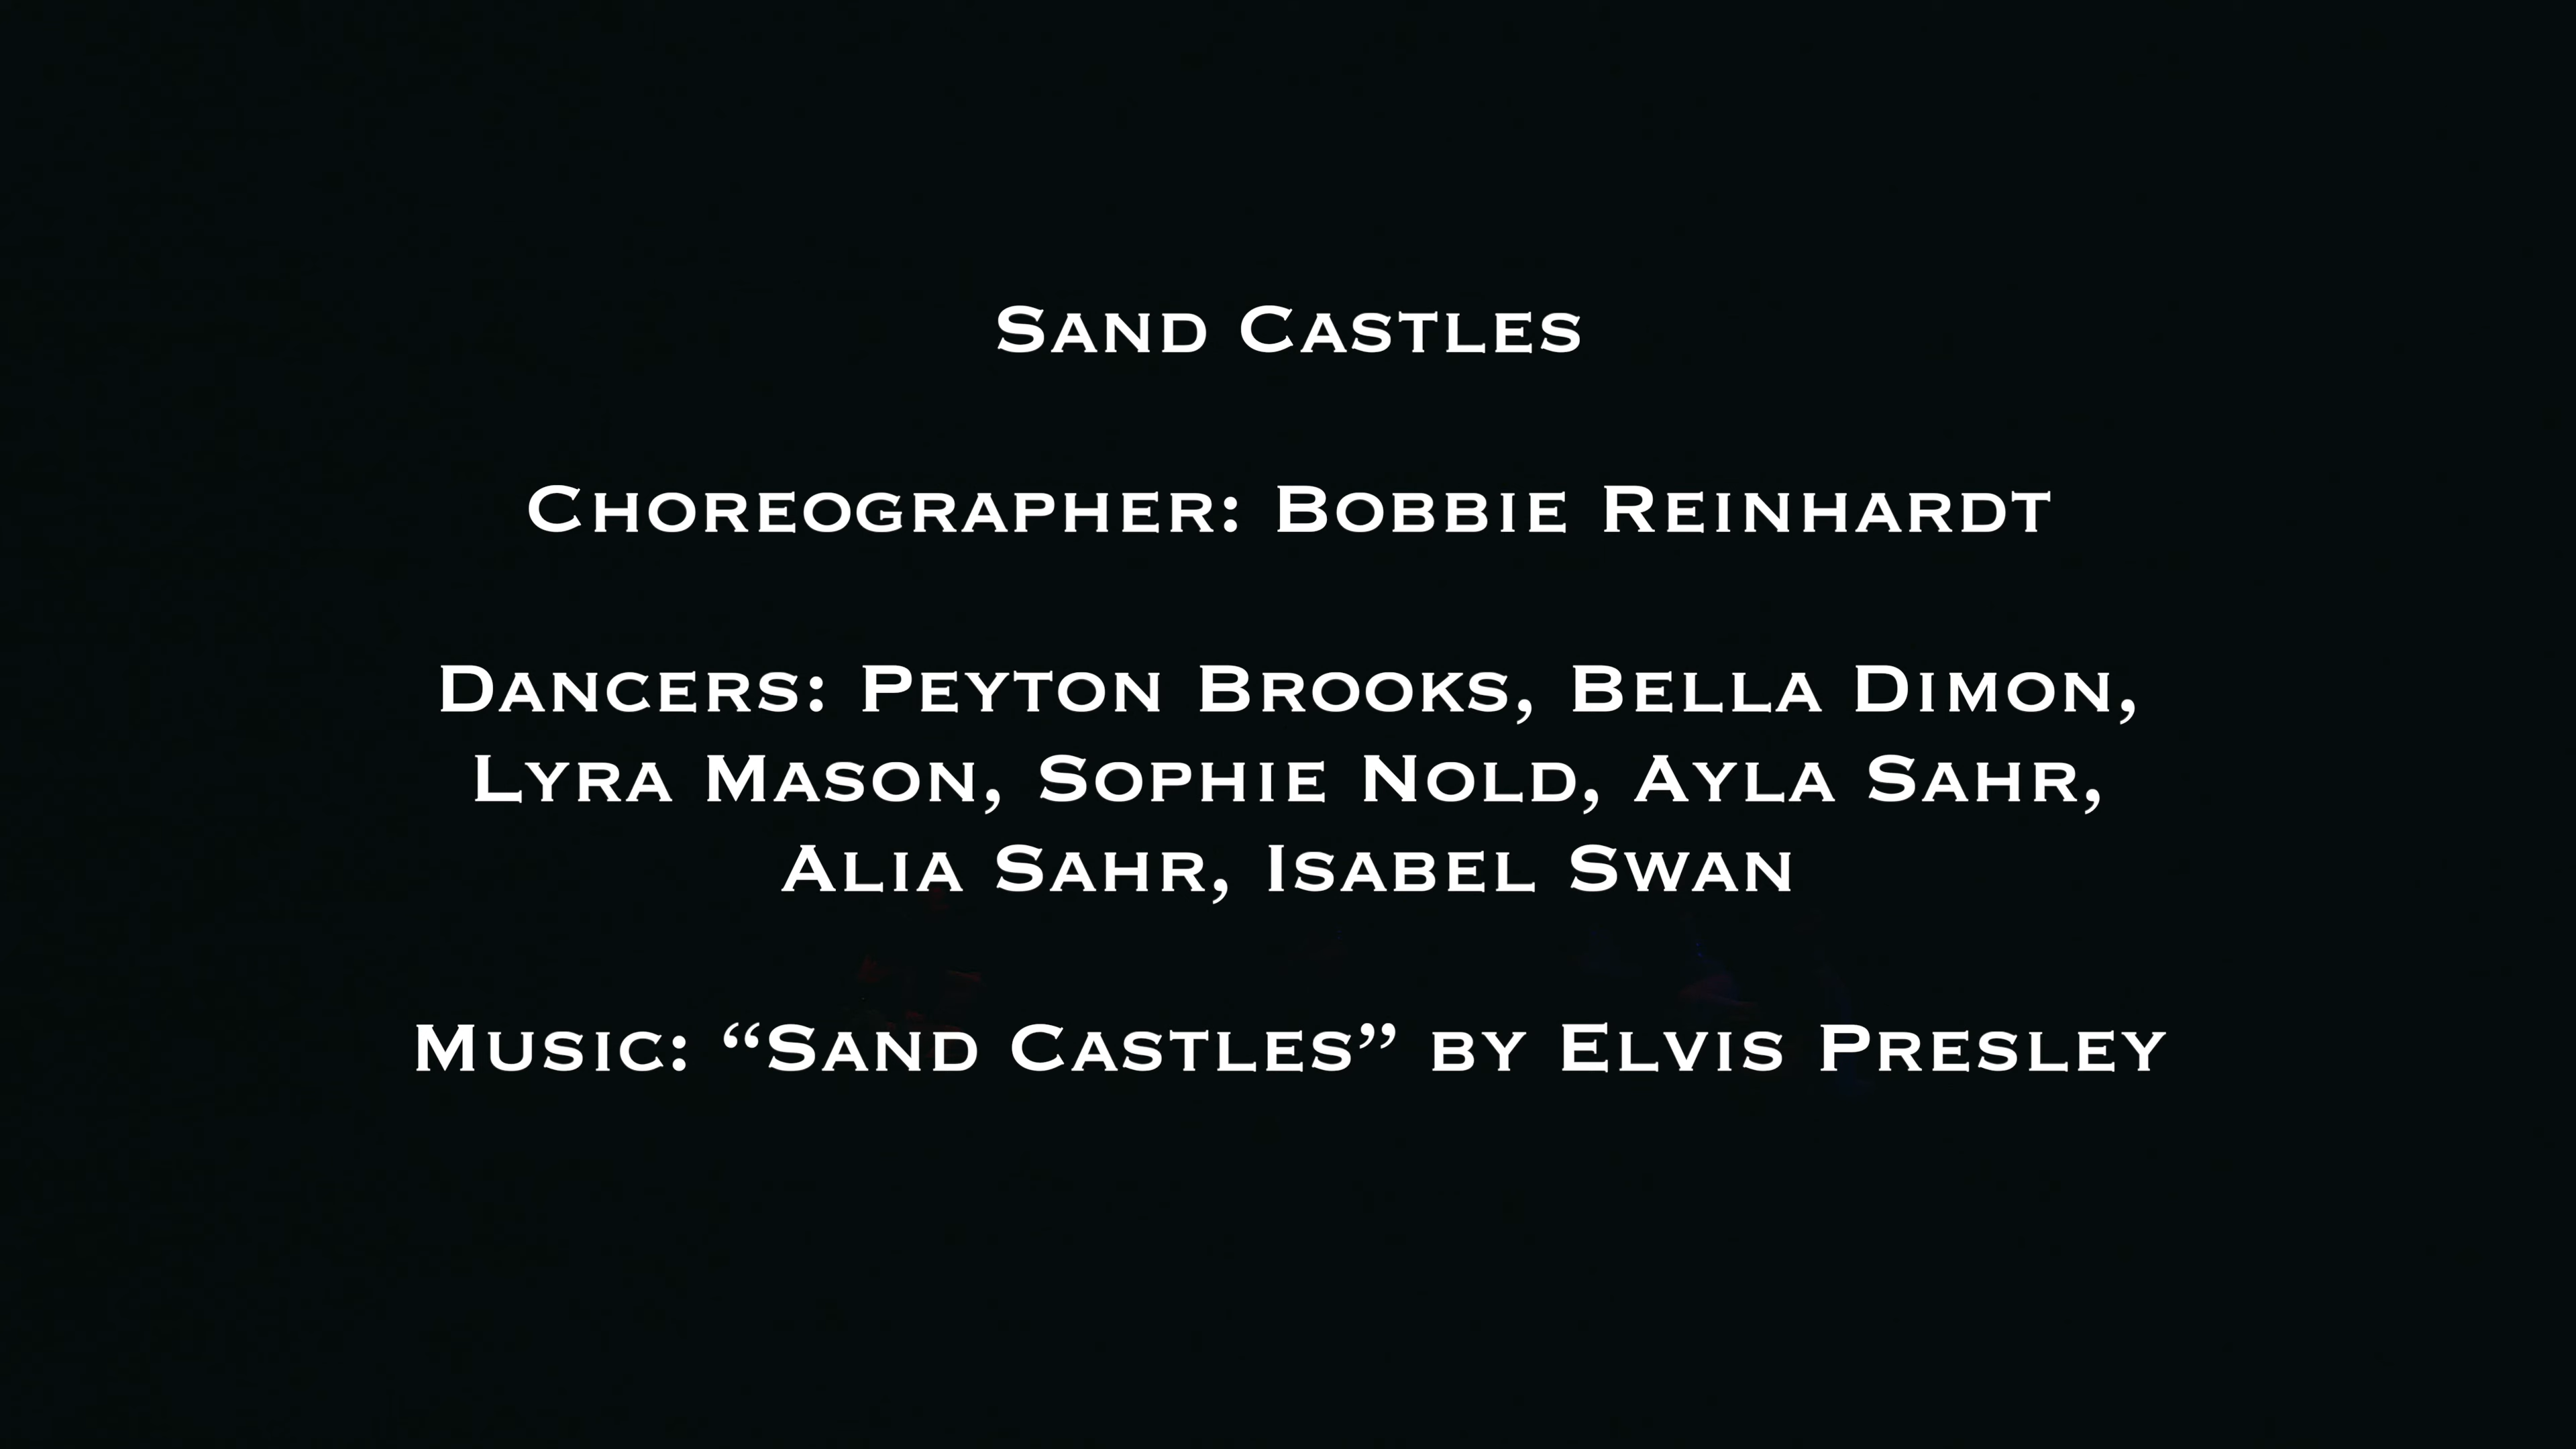 Sand Castles
Choreographer: Bobbie Reinhardt
Dancers: Peyton Brooks, Bella Dimon,
Lyra Mason, Sophie Nold, Ayla Sahr,
Alia Sahr, Isabel Swan
Music: “Sand Castles” by Elvis Presley